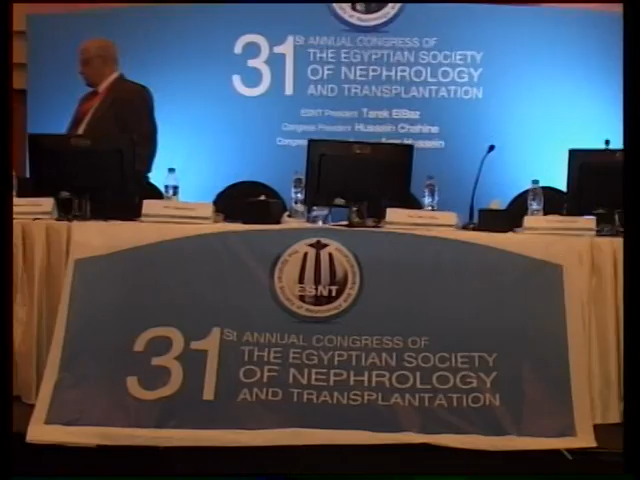 31st ANNUAL CONGRESS OF
THE EGYPTIAN SOCIETY
OF NEPHROLOGY
AND TRANSPLANTATION
ESNT President Tarek ElBaz
Congress President Hussein Chahine
Congress
ESNT
31St ANNUAL CONGRESS OF
THE EGYPTIAN SOCIETY
OF NEPHROLOGY
AND TRANSPLANTATION